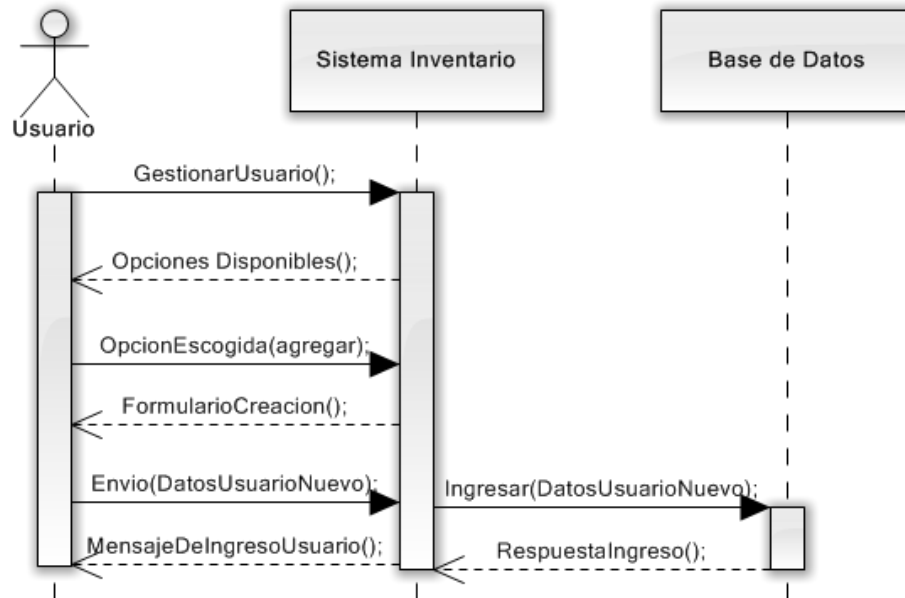 Sistema Inventario
Base de Datos
Usuario
GestionarUsuario();
Opciones Disponibles();
OpcionEscogida(agregar);
FormularioCreacion();
Envio(DatosUsuarioNuevo);
Ingresar(DatosUsuarioNuevo);
MensajeDeIngresoUsuario();
RespuestaIngreso();